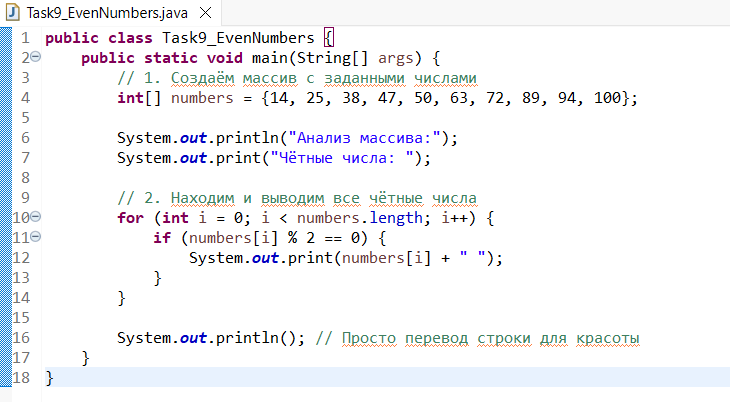 Task9_EvenNumbers.java
1 public class Task9_EvenNumbers {
2 public static void main(String[] args) {
3 // 1. Создаём массив с заданными числами
4 int[] numbers = {14, 25, 38, 47, 50, 63, 72, 89, 94, 100};
5
6 System.out.println("Анализ массива:");
7 System.out.print("Чётные числа: ");
8
9 // 2. Находим и выводим все чётные числа
10 for (int i = 0; i < numbers.length; i++) {
11 if (numbers[i] % 2 == 0) {
12 System.out.print(numbers[i] + " ");
13 }
14 }
15
16 System.out.println(); // Просто перевод строки для красоты
17 }
18 }